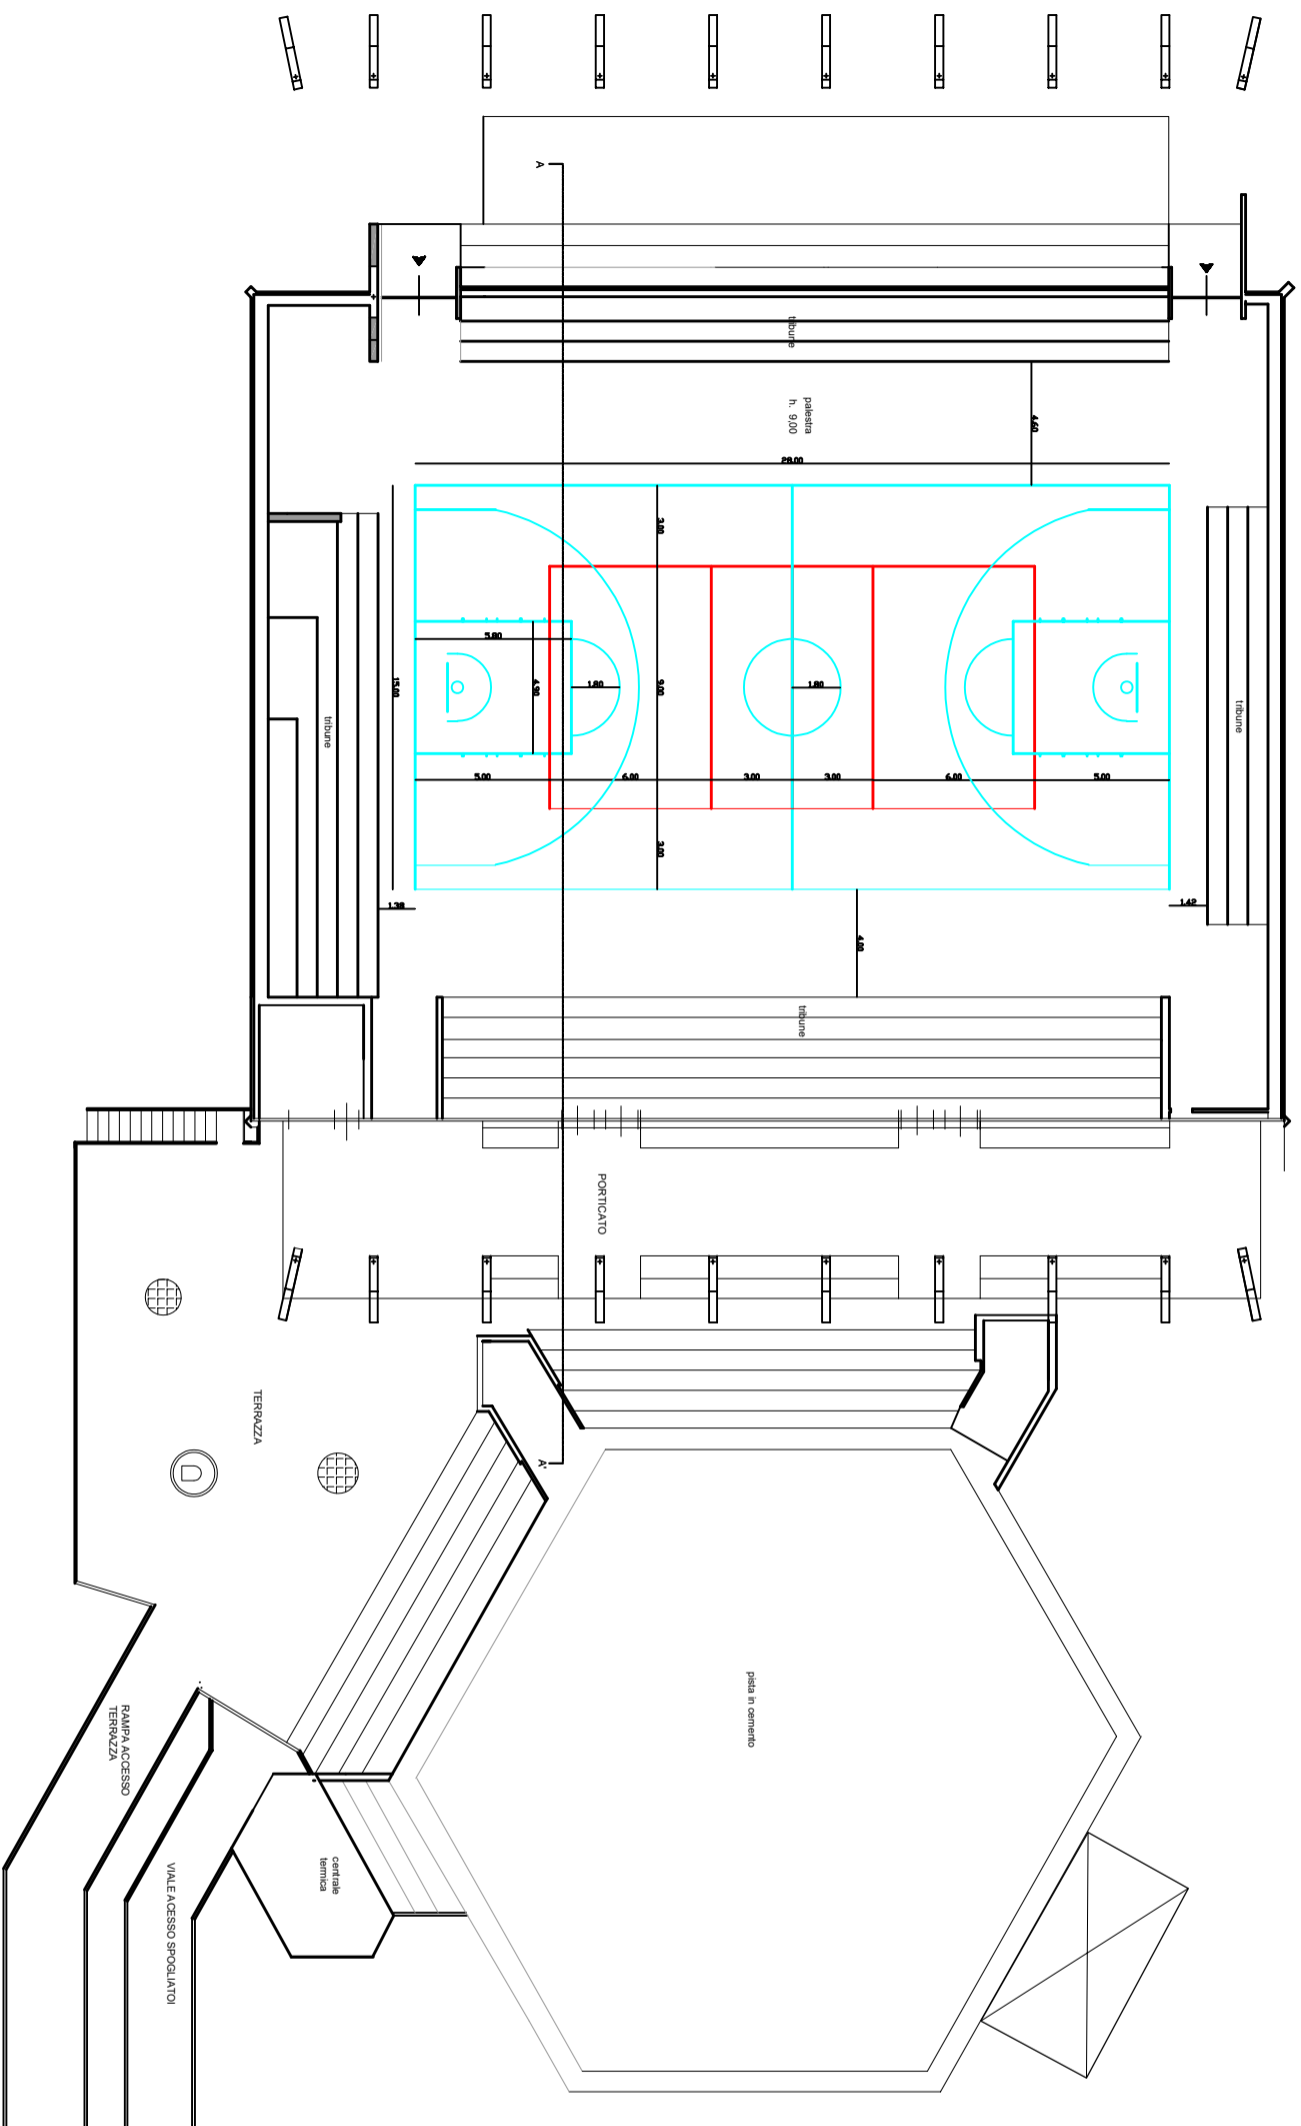 A
tribune
palestra
h. 9,00
4.60
28.00
3.00
5.80
4.90
1.80
9.00
1.80
15.00
tribune
tribune
5.00
6.00
3.00
3.00
6.00
5.00
3.00
1.38
1.42
4.00
tribune
PORTICATO
TERRAZZA
A'
pista in cemento
RAMPA ACCESSO
TERRAZZA
centrale
termica
VIALE ACESSO SPOGLIATOI